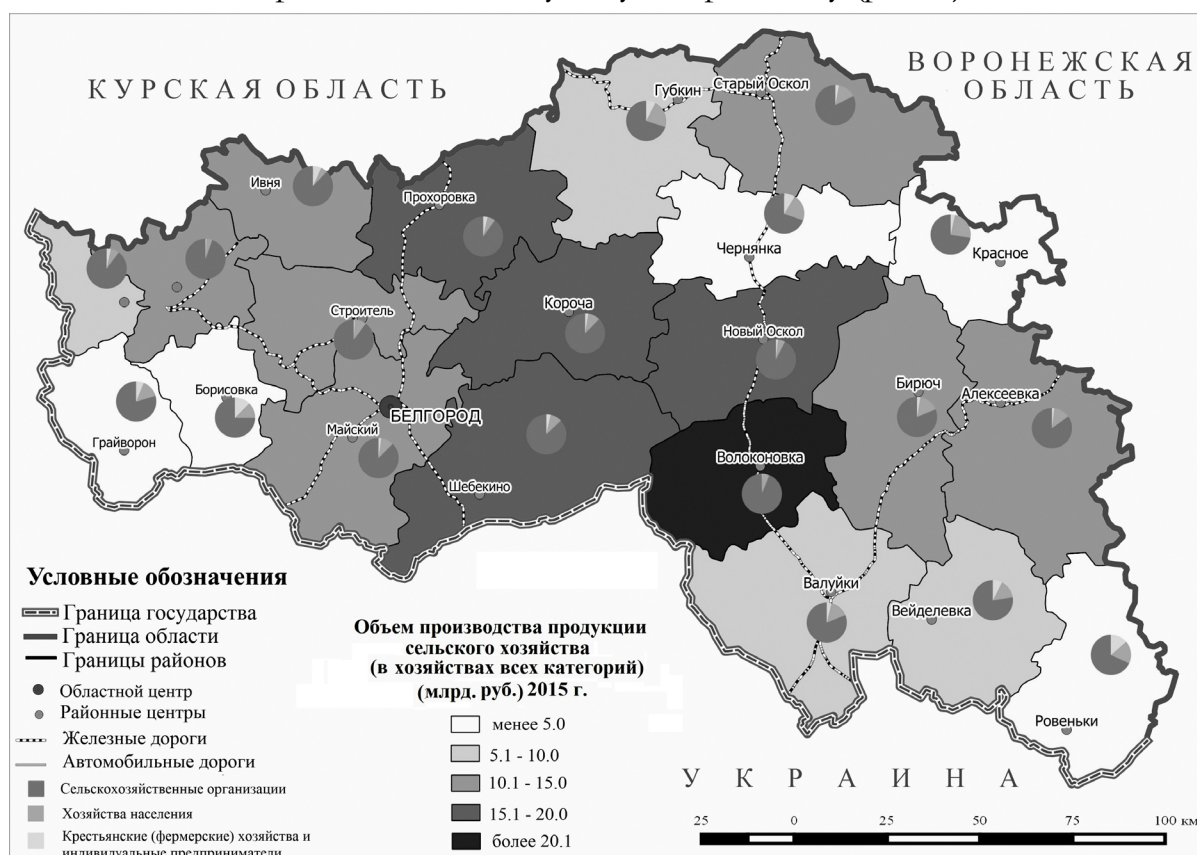 КУРСКАЯ ОБЛАСТЬ
ВОРОНЕЖСКАЯ
ОБЛАСТЬ
Губкин
Старый Оскол
Ивня
Прохоровка
Чернянка
Красное
Строитель
Короча
Новый Оскол
Борисовка
БЕЛГОРОД
Бирюч
Алексеевка
Грайворон
Майский
Волоконовка
Шебекино
Валуйки
Вейделевка
Ровеньки
УКРАИНА
Условные обозначения
Граница государства
Граница области
Границы районов
Областной центр
Районные центры
Железные дороги
Автомобильные дороги
Сельскохозяйственные организации
Хозяйства населения
Крестьянские (фермерские) хозяйства и
индивидуальные предприниматели
Объем производства продукции
сельского хозяйства
(в хозяйствах всех категорий)
(млрд. руб.) 2015 г.
менее 5.0
5.1 - 10.0
10.1 - 15.0
15.1 - 20.0
более 20.1
25 0 25 50 75 100 км